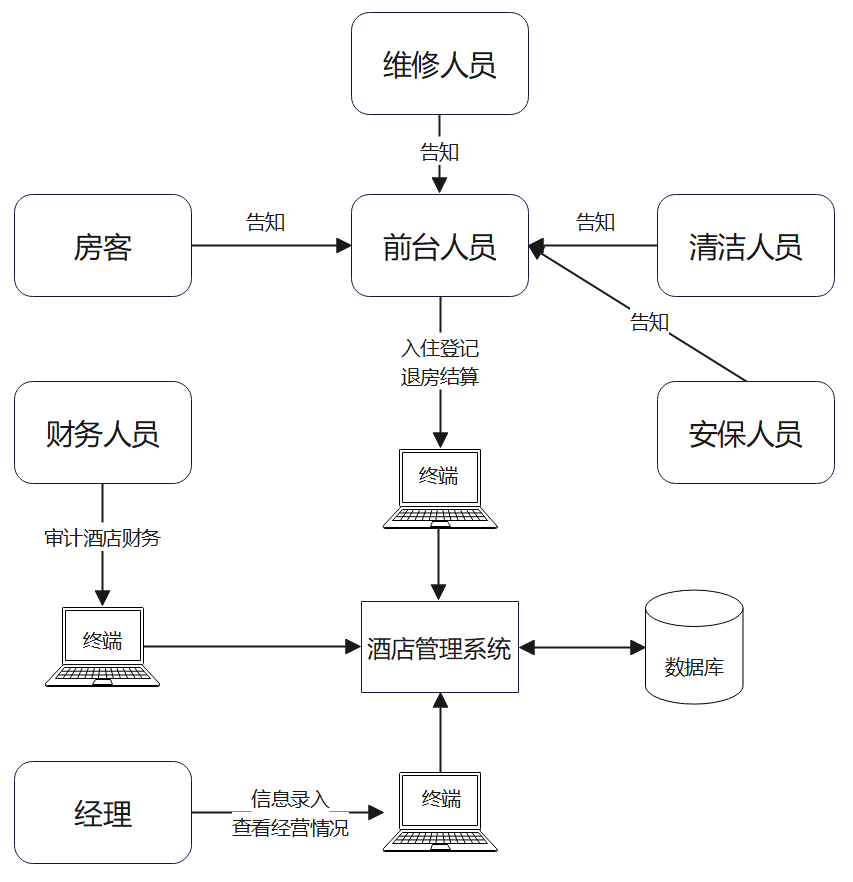 维修人员
告知
房客
告知
前台人员
告知
清洁人员
告知
入住登记
退房结算
财务人员
安保人员
终端
审计酒店财务
终端
酒店管理系统
数据库
经理
信息录入
查看经营情况
终端